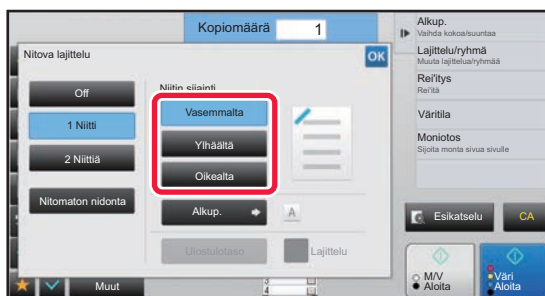 Kopiomäärä 1
Nitova lajittelu
OK
Off
1 Niitti
2 Niittiä
Nitomaton nidonta
Niitin sijainti
Vasemmalta
Ylhäältä
Oikealta
Alkup.
A
Ulostulotaso
Lajittelu
Muut
Alkup.
Vaihda kokoa/suuntaa
Lajittelu/ryhmä
Muuta lajittelua/ryhmää
Rei'itys
Rei'itä
Väritila
Moniotos
Sijoita monta sivua sivulle
Esikatselu
CA
M/V
Aloita
Väri
Aloita